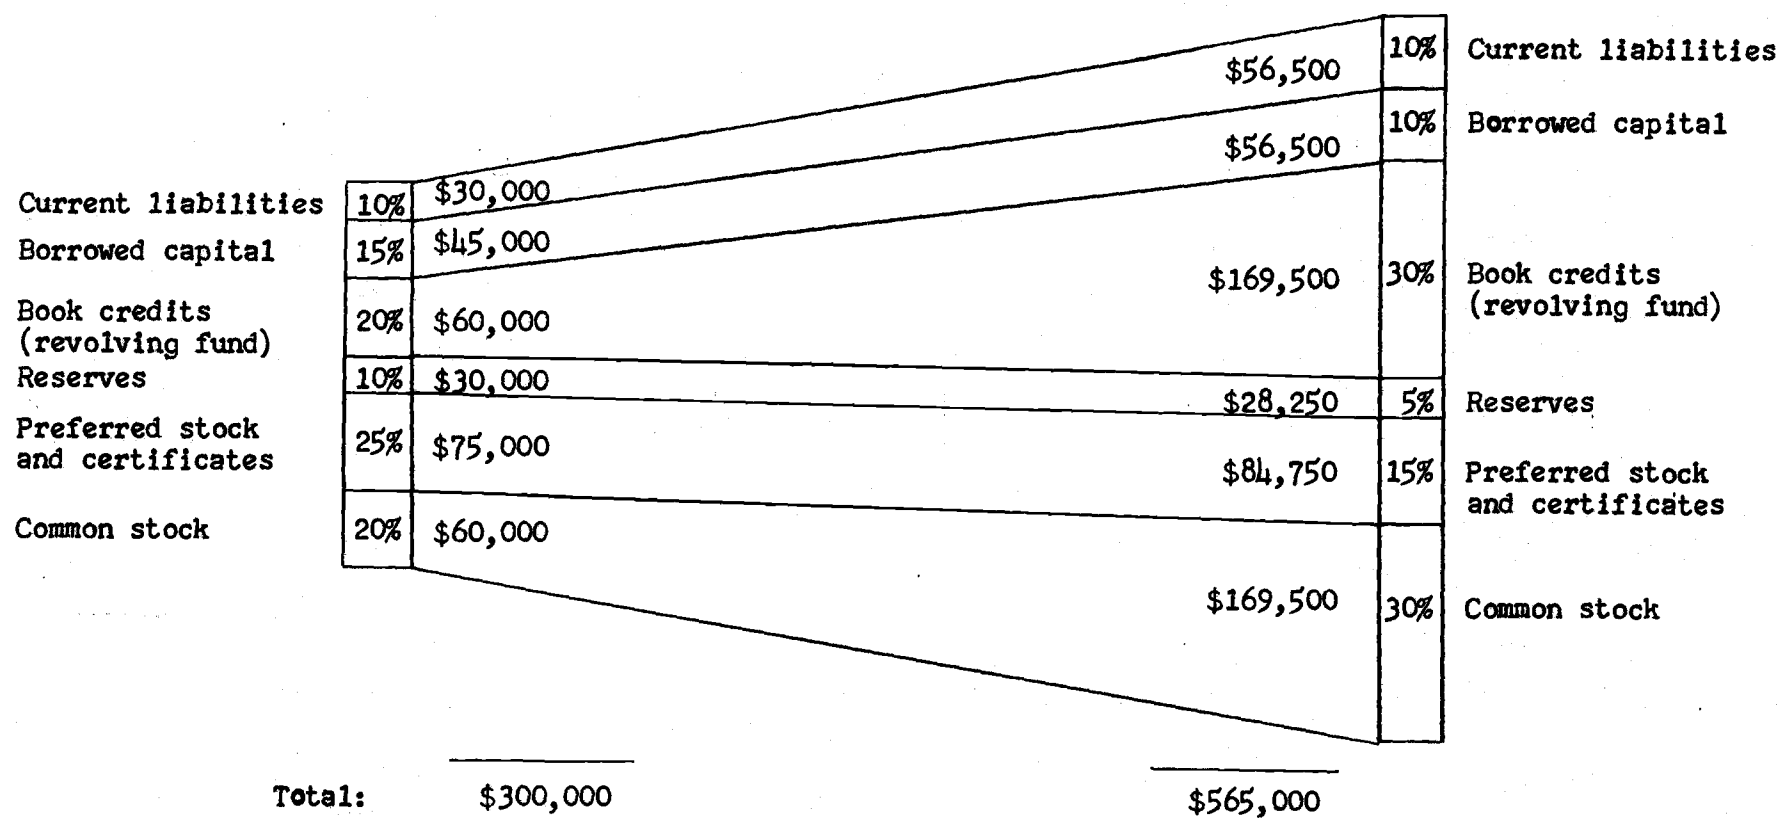 $56,500 10% Current liabilities
10% Borrowed capital
$56,500
Current liabilities 10% $30,000
Borrowed capital 15% $45,000
$169,500 30% Book credits
(revolving fund)
Book credits 20% $60,000
(revolving fund)
Reserves 10% $30,000
$28,250 5% Reserves
Preferred stock 25% $75,000
and certificates
$84,750 15% Preferred stock
and certificates
Common stock 20% $60,000
$169,500 30% Common stock
Total: $300,000 $565,000